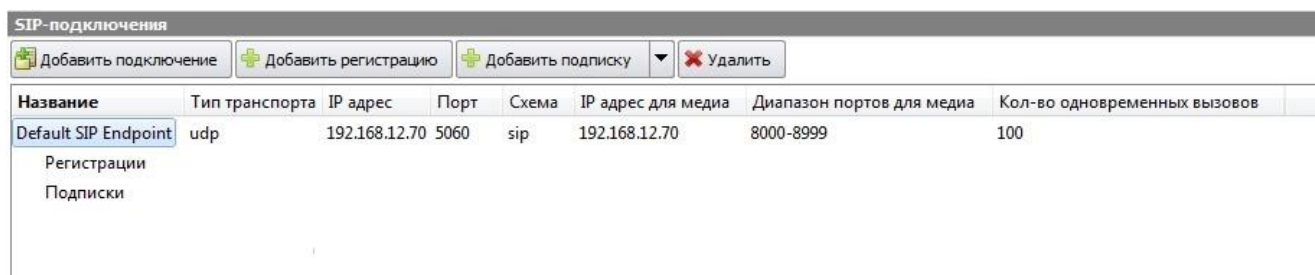 SIP-подключения
Добавить подключение Добавить регистрацию Добавить подписку Удалить
Название Тип транспорта IP адрес Порт Схема IP адрес для медиа Диапазон портов для медиа Кол-во одновременных вызовов
Default SIP Endpoint udp 192.168.12.70 5060 sip 192.168.12.70 8000-8999 100
Регистрации
Подписки